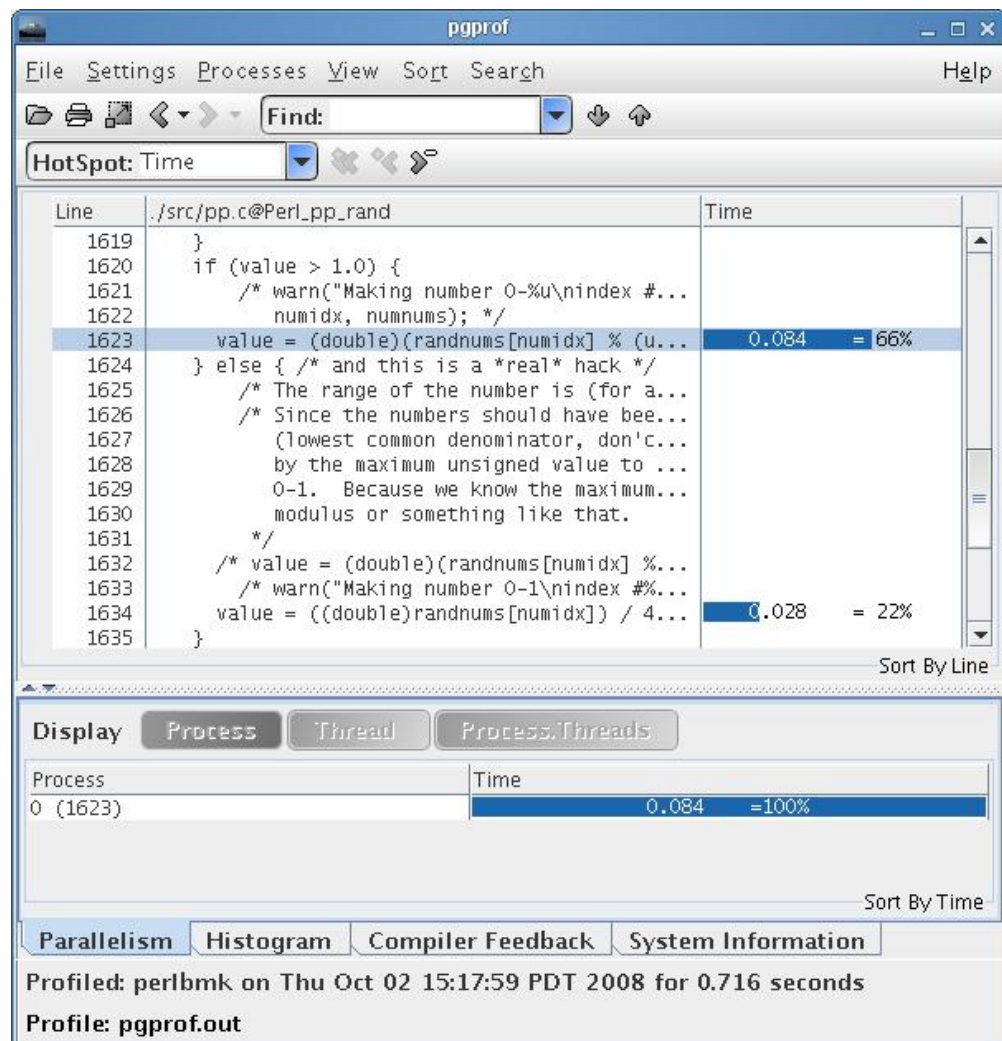 pgprof
File Settings Processes View Sort Search Help
Find:
HotSpot: Time
Line ./src/pp.c@Perl_pp_rand Time
1619 }
1620 if (value > 1.0) {
1621 /* warn("Making number 0-%u\nindex #...
1622 numidx, numnums); */
1623 value = (double)(randnums[numidx] % (u... 0.084 = 66%
1624 } else { /* and this is a *real* hack */
1625 /* The range of the number is (for a...
1626 /* Since the numbers should have bee...
1627 (lowest common denominator, don'c...
1628 by the maximum unsigned value to ...
1629 0-1. Because we know the maximum...
1630 modulus or something like that.
1631 */
1632 /* value = (double)(randnums[numidx] %...
1633 /* warn("Making number 0-1\nindex #%...
1634 value = ((double)randnums[numidx]) / 4... 0.028 = 22%
1635 }
Sort By Line
Display Process Thread Process.Threads
Process Time
0 (1623) 0.084 =100%
Sort By Time
Parallelism Histogram Compiler Feedback System Information
Profiled: perlbmk on Thu Oct 02 15:17:59 PDT 2008 for 0.716 seconds
Profile: pgprof.out